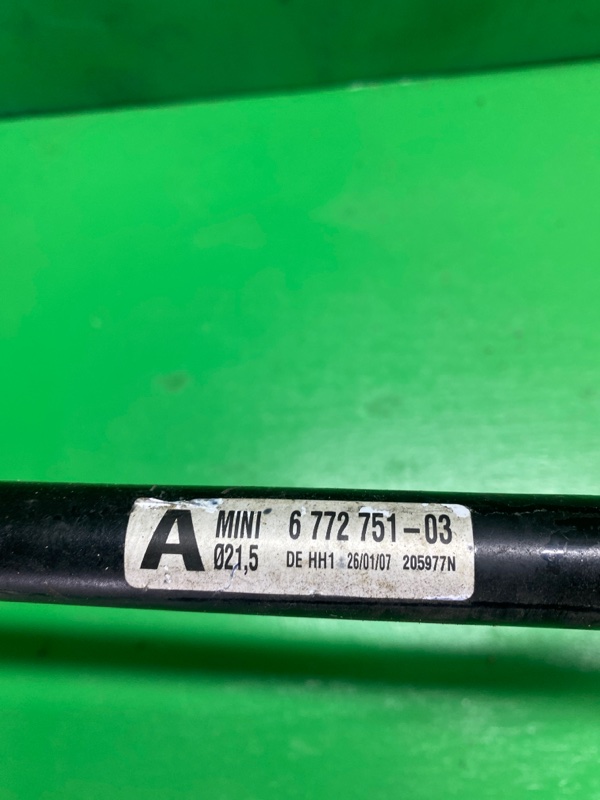 A MINI 6 772 751-03
Ø21,5 DE HH1 26/01/07 205977N